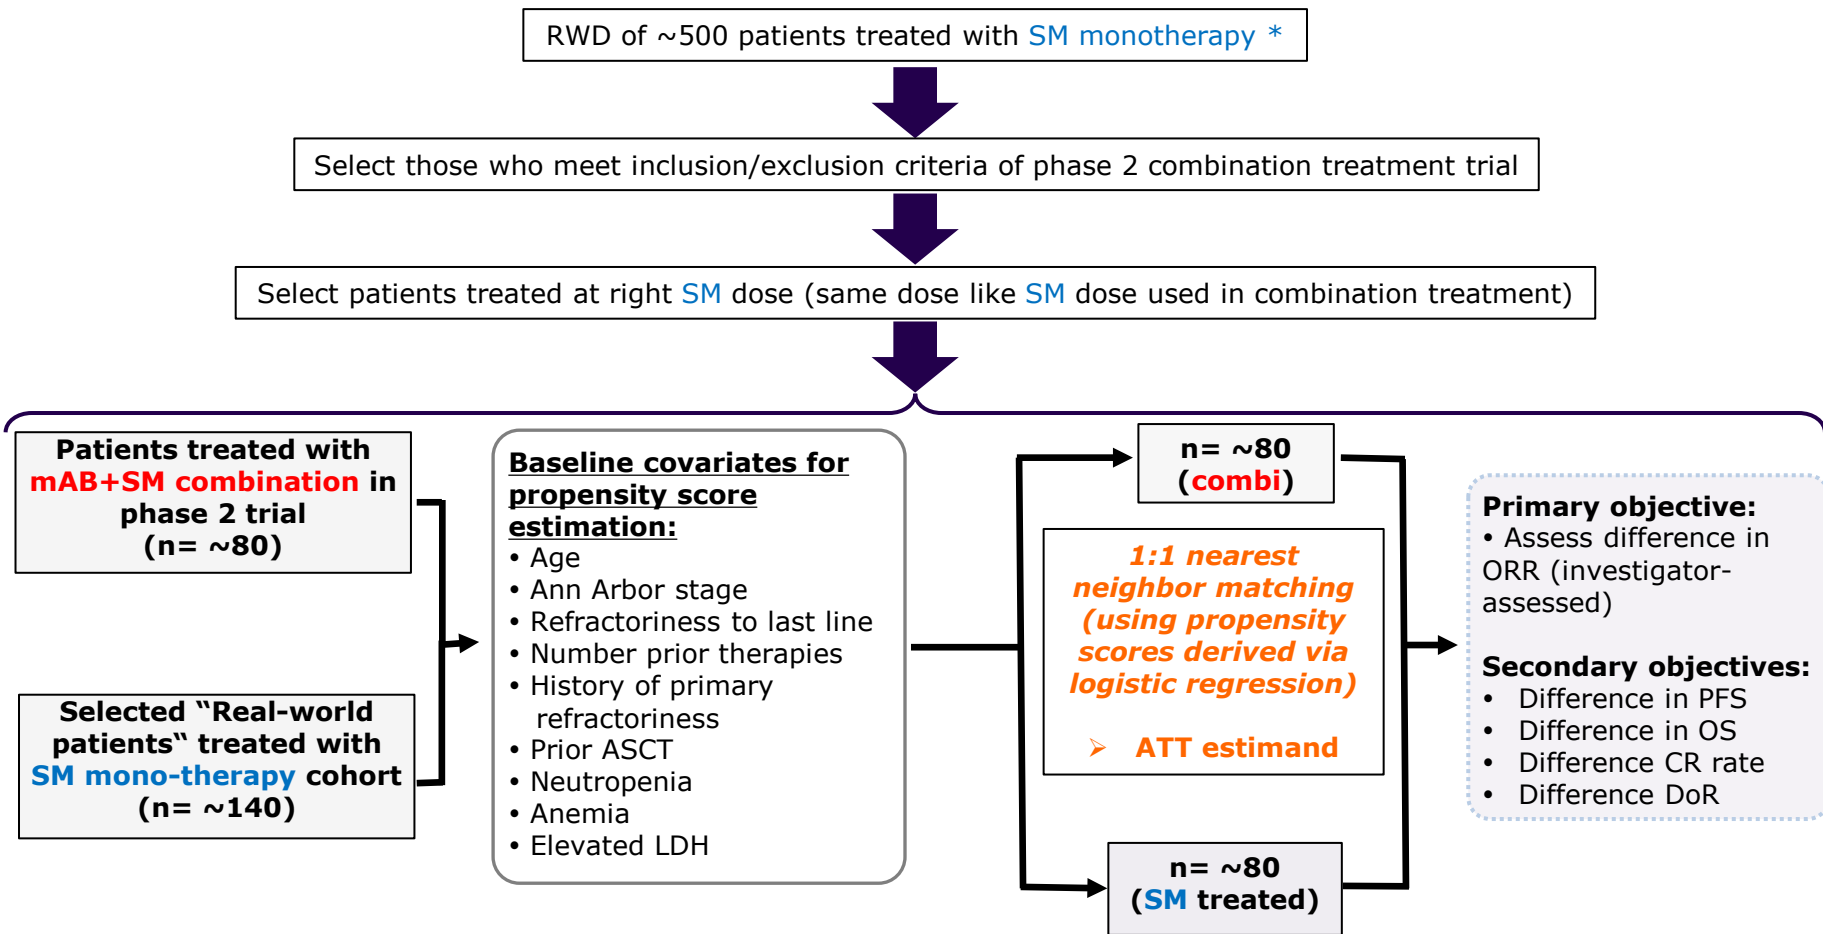 RWD of ~500 patients treated with SM monotherapy *
Select those who meet inclusion/exclusion criteria of phase 2 combination treatment trial
Select patients treated at right SM dose (same dose like SM dose used in combination treatment)
Patients treated with
mAB+SM combination in
phase 2 trial
(n= ~80)
Selected "Real-world
patients“ treated with
SM mono-therapy cohort
(n= ~140)
Baseline covariates for
propensity score
estimation:
• Age
• Ann Arbor stage
• Refractoriness to last line
• Number prior therapies
• History of primary
refractoriness
• Prior ASCT
• Neutropenia
• Anemia
• Elevated LDH
n= ~80
(combi)
1:1 nearest
neighbor matching
(using propensity
scores derived via
logistic regression)
➢ ATT estimand
n= ~80
(SM treated)
Primary objective:
• Assess difference in
ORR (investigator-
assessed)
Secondary objectives:
• Difference in PFS
• Difference in OS
• Difference CR rate
• Difference DoR